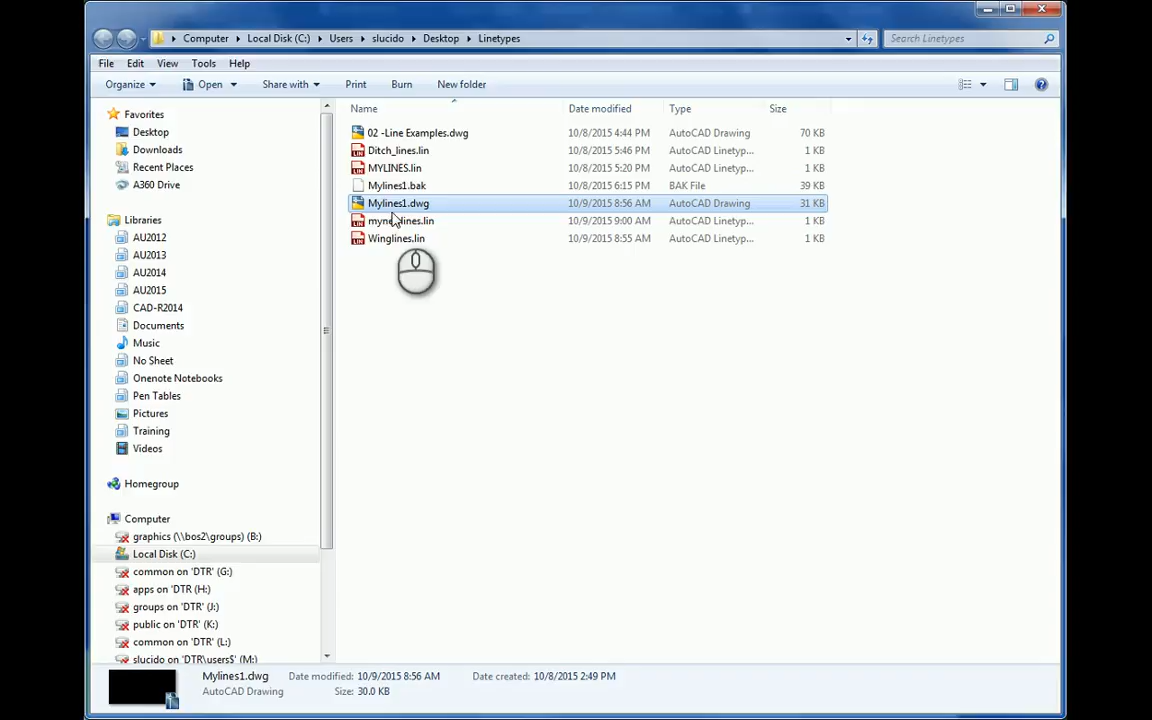 Computer ▸ Local Disk (C:) ▸ Users ▸ slucido ▸ Desktop ▸ Linetypes
Search Linetypes
File Edit View Tools Help
Organize Open Share with Print Burn New folder
Name Date modified Type Size
Favorites
Desktop
Downloads
Recent Places
A360 Drive
Libraries
AU2012
AU2013
AU2014
AU2015
CAD-R2014
Documents
Music
No Sheet
Onenote Notebooks
Pen Tables
Pictures
Training
Videos
Homegroup
Computer
graphics (\\bos2\groups) (B:)
Local Disk (C:)
common on 'DTR' (G:)
apps on 'DTR (H:)
groups on 'DTR' (J:)
public on 'DTR' (K:)
common on 'DTR' (L:)
slucido on 'DTR\users$' (M:)
02 -Line Examples.dwg 10/8/2015 4:44 PM AutoCAD Drawing 70 KB
Ditch_lines.lin 10/8/2015 5:46 PM AutoCAD Linetyp... 1 KB
MYLINES.lin 10/8/2015 5:20 PM AutoCAD Linetyp... 1 KB
Mylines1.bak 10/8/2015 6:15 PM BAK File 39 KB
Mylines1.dwg 10/9/2015 8:56 AM AutoCAD Drawing 31 KB
10/9/2015 9:00 AM AutoCAD Linetyp... 1 KB
Winglines.lin 10/9/2015 8:55 AM AutoCAD Linetyp... 1 KB
Mylines1.dwg Date modified: 10/9/2015 8:56 AM Date created: 10/8/2015 2:49 PM
AutoCAD Drawing Size: 30.0 KB